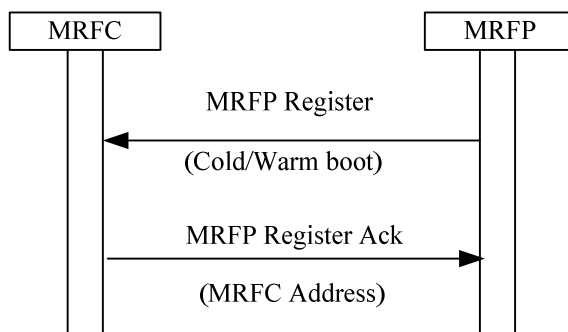 MRFC
MRFP
MRFP Register
(Cold/Warm boot)
MRFP Register Ack
(MRFC Address)